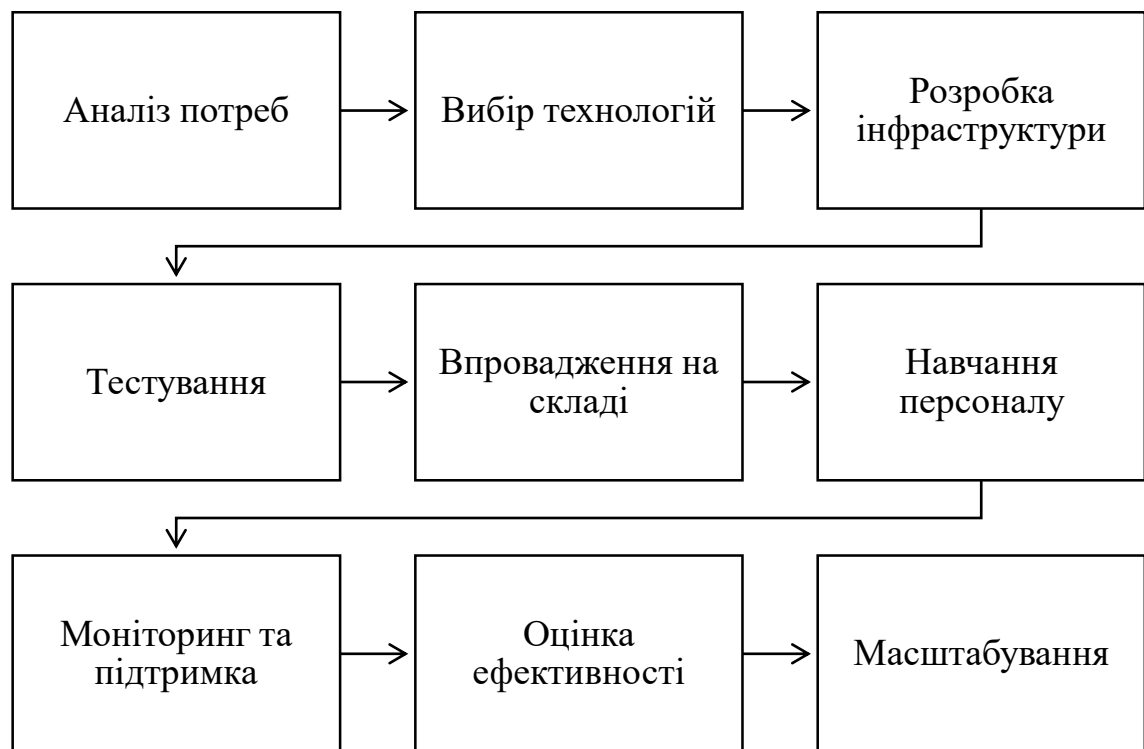 Аналіз потреб
Вибір технологій
Розробка
інфраструктури
Тестування
Впровадження на
складі
Навчання
персоналу
Моніторинг та
підтримка
Оцінка
ефективності
Масштабування